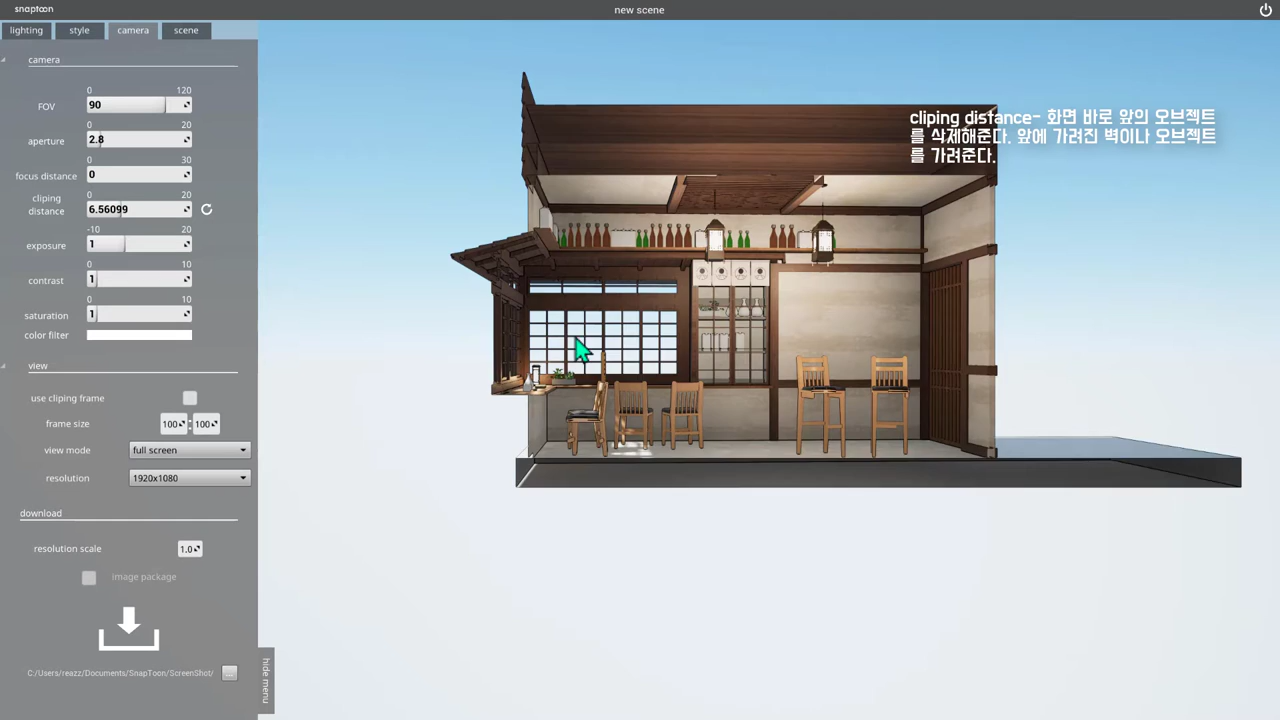 snaptoon
new scene
lighting style camera scene
camera
0 120
FOV 90
0 20
aperture 2.8
0 30
focus distance 0
0 20
cliping distance 6.56099
-10 20
exposure 1
0 10
contrast 1
0 10
saturation 1
color filter
view
use cliping frame
frame size 100 : 100
view mode full screen
resolution 1920x1080
download
resolution scale 1.0
image package
C:/Users/reazz/Documents/SnapToon/ScreenShot/ ...
hide menu
cliping distance- 화면 바로 앞의 오브젝트
를 삭제해준다. 앞에 가려진 벽이나 오브젝트
를 가려준다.